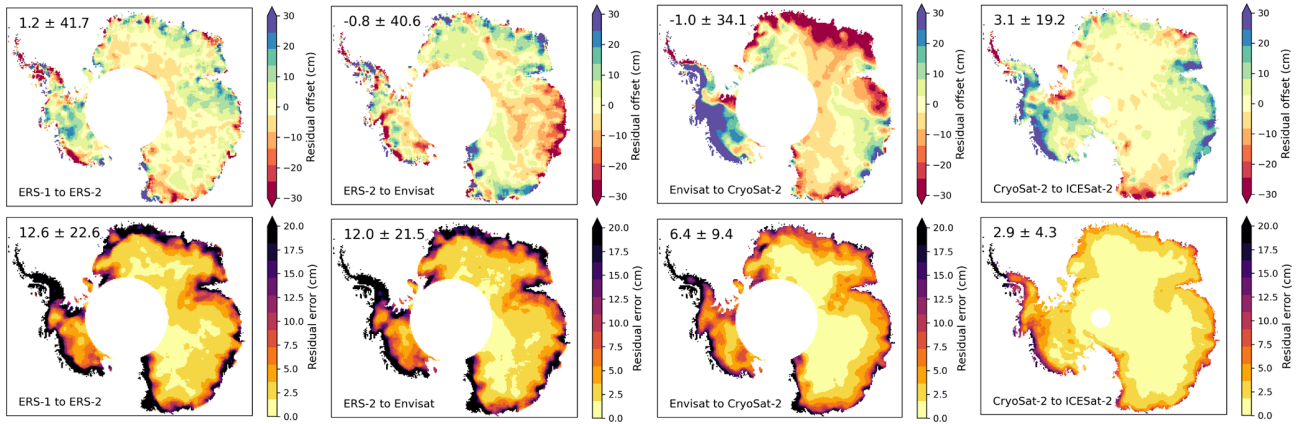 1.2 ± 41.7
ERS-1 to ERS-2
30
20
10
0
−10
−20
−30
Residual offset (cm)
-0.8 ± 40.6
ERS-2 to Envisat
30
20
10
0
−10
−20
−30
Residual offset (cm)
-1.0 ± 34.1
Envisat to CryoSat-2
30
20
10
0
−10
−20
−30
Residual offset (cm)
3.1 ± 19.2
CryoSat-2 to ICESat-2
30
20
10
0
−10
−20
−30
Residual offset (cm)
12.6 ± 22.6
ERS-1 to ERS-2
20.0
17.5
15.0
12.5
10.0
7.5
5.0
2.5
0.0
Residual error (cm)
12.0 ± 21.5
ERS-2 to Envisat
20.0
17.5
15.0
12.5
10.0
7.5
5.0
2.5
0.0
Residual error (cm)
6.4 ± 9.4
Envisat to CryoSat-2
20.0
17.5
15.0
12.5
10.0
7.5
5.0
2.5
0.0
Residual error (cm)
2.9 ± 4.3
CryoSat-2 to ICESat-2
20.0
17.5
15.0
12.5
10.0
7.5
5.0
2.5
0.0
Residual error (cm)